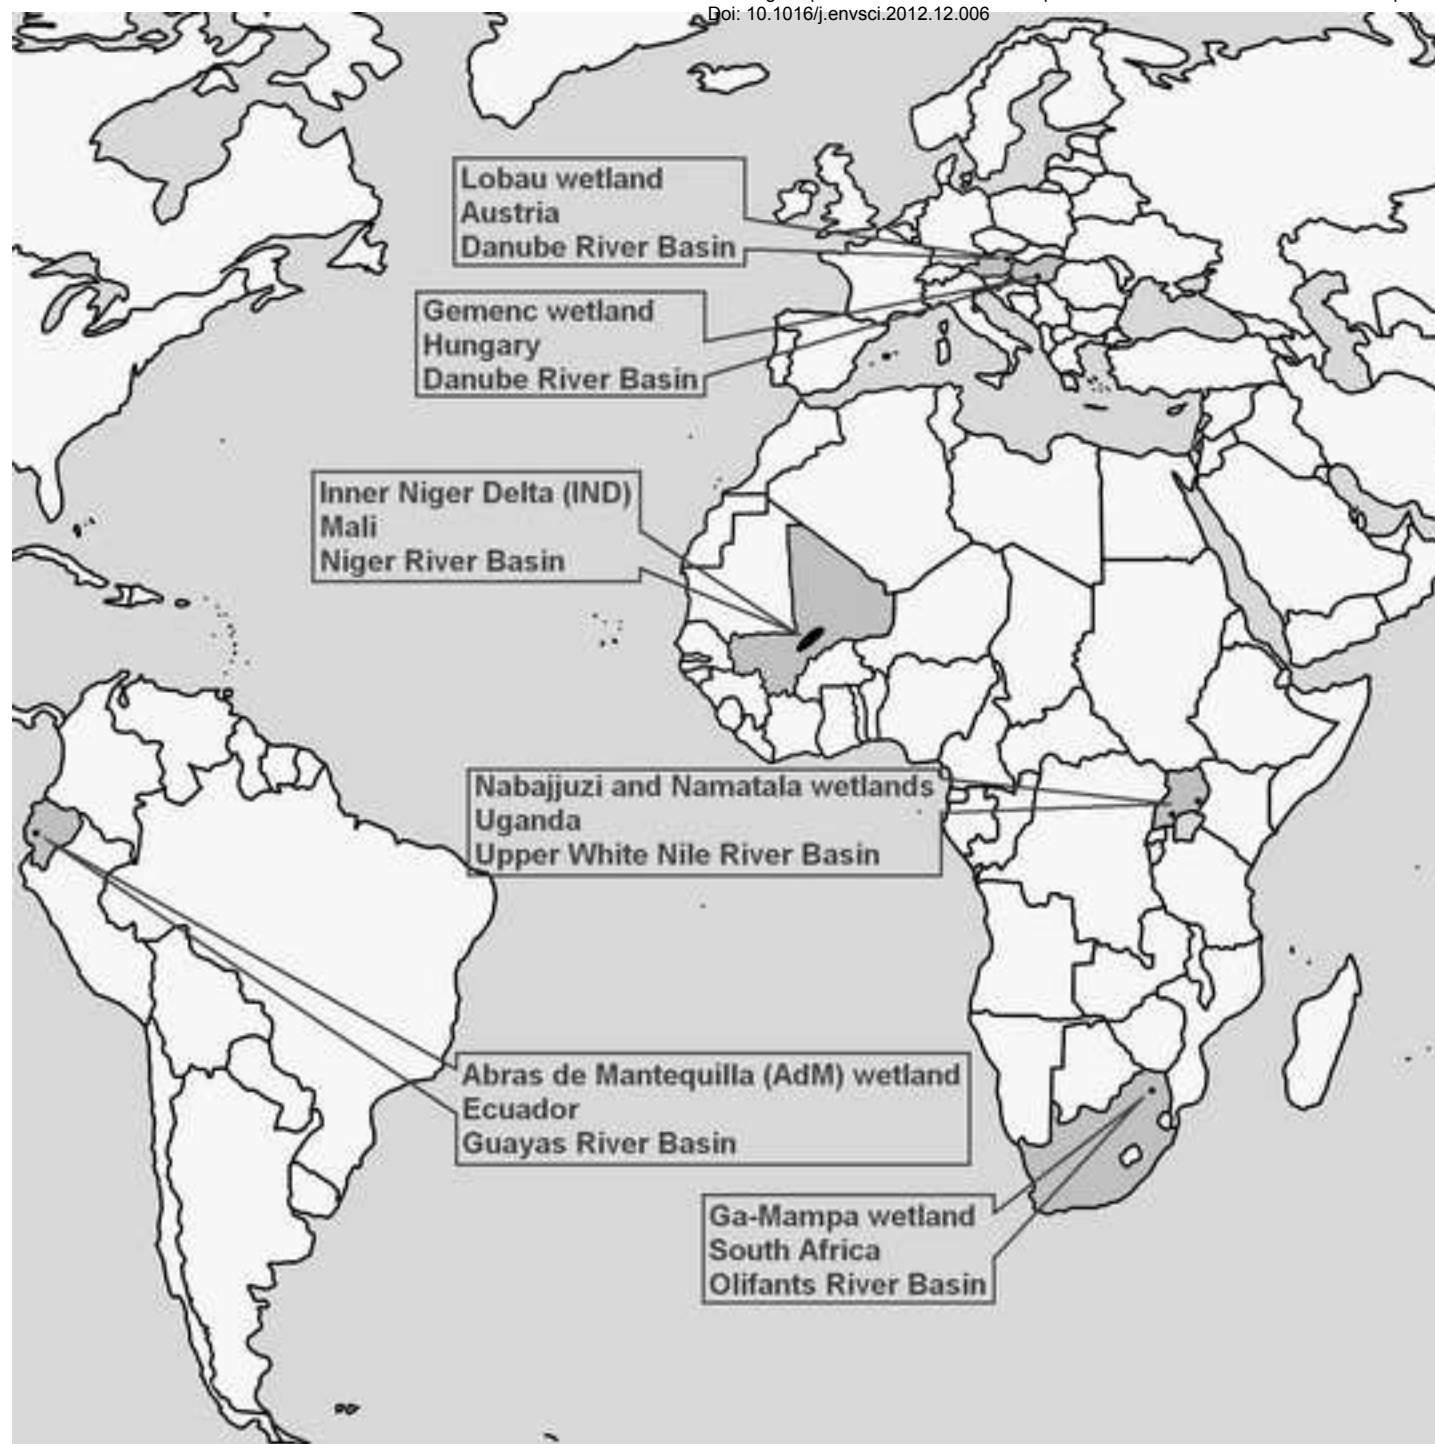 Doi: 10.1016/j.envsci.2012.12.006
Lobau wetland
Austria
Danube River Basin
Gemenc wetland
Hungary
Danube River Basin
Inner Niger Delta (IND)
Mali
Niger River Basin
Nabajjuzi and Namatala wetlands
Uganda
Upper White Nile River Basin
Abras de Mantequilla (AdM) wetland
Ecuador
Guayas River Basin
Ga-Mampa wetland
South Africa
Olifants River Basin